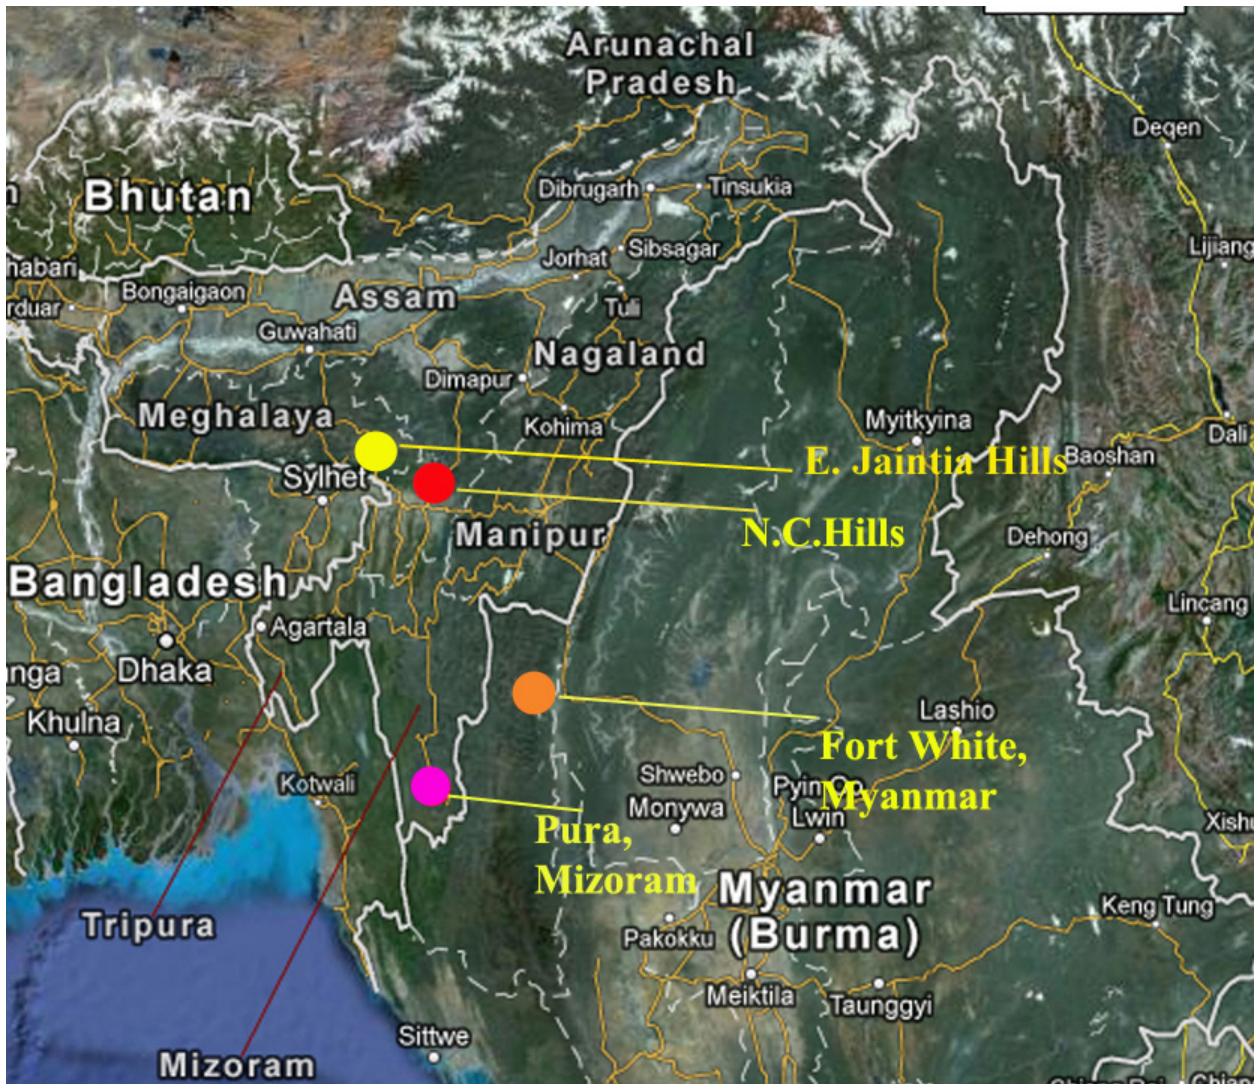 Arunachal
Pradesh
Deqen
Bhutan
Dibrugarh
Tinsukia
Jorhat
Sibsagar
Lijiang
habari
rduar
Bongaigaon
Assam
Tuli
Guwahati
Nagaland
Dimapur
Meghalaya
Kohima
Myitkyina
Dali
E. Jaintia Hills
Baoshan
Sylhet
N.C.Hills
Manipur
Dehong
Bangladesh
Lincang
Agartala
Dhaka
nga
Khulna
Lashio
Fort White,
Myanmar
Kotwali
Shwebo
Pyin Oo
Lwin
Monywa
Xishu
Pura,
Mizoram
Myanmar
(Burma)
Tripura
Pakokku
Keng Tung
Meiktila
Taunggyi
Sittwe
Mizoram